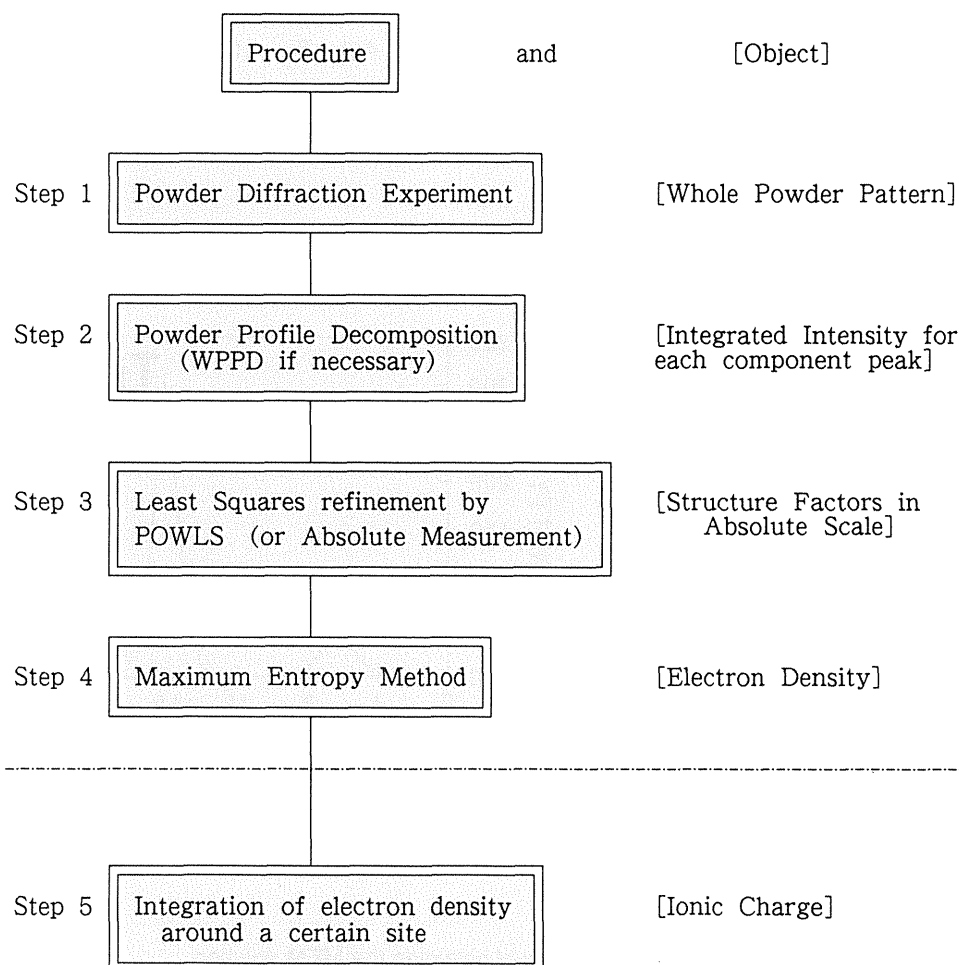 Procedure and [Object]
Step 1 Powder Diffraction Experiment [Whole Powder Pattern]
Step 2 Powder Profile Decomposition [Integrated Intensity for
(WPPD if necessary) each component peak]
Step 3 Least Squares refinement by [Structure Factors in
POWLS (or Absolute Measurement) Absolute Scale]
Step 4 Maximum Entropy Method [Electron Density]
Step 5 Integration of electron density [Ionic Charge]
around a certain site